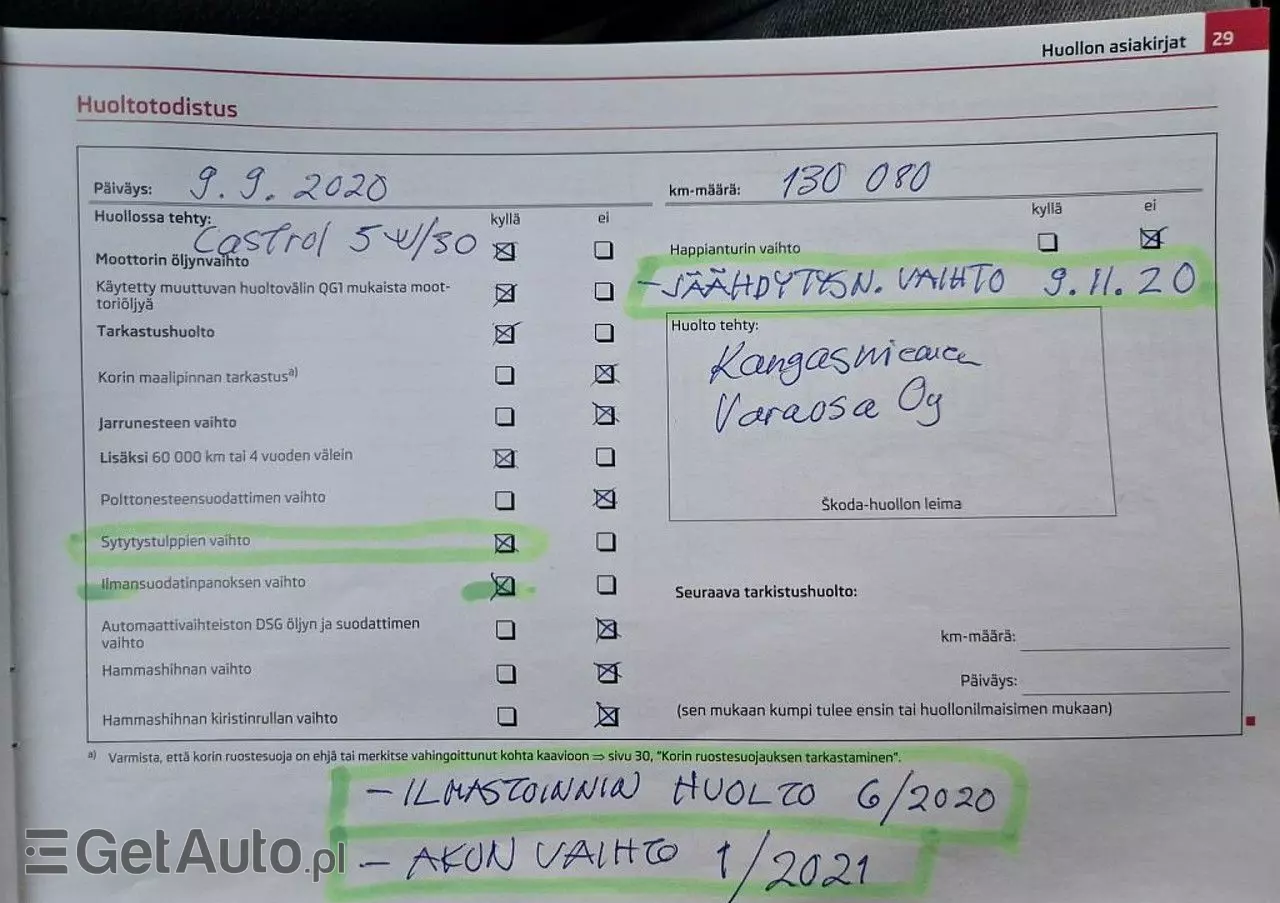 Huollon asiakirjat 29
Huoltotodistus
Päiväys: 9.9.2020
km-määrä: 130 080
Huollossa tehty:
kyllä ei
Castrol 5W/30
Moottorin öljynvaihto
Käytetty muuttuvan huoltovälin QG1 mukaista moot-
toriöljyä
Tarkastushuolto
Korin maalipinnan tarkastus a)
Jarrunesteen vaihto
Lisäksi 60 000 km tai 4 vuoden välein
Polttonesteensuodattimen vaihto
Sytytystulppien vaihto
Ilmansuodatinpanoksen vaihto
Automaattivaihteiston DSG öljyn ja suodattimen
vaihto
Hammashihnan vaihto
Hammashihnan kiristinrullan vaihto
kyllä ei
Happianturin vaihto
- JÄÄHDYTYSN. VAIHTO 9.11.20
Huolto tehty:
Varaosa Oy
Škoda-huollon leima
Seuraava tarkistushuolto:
km-määrä:
Päiväys:
(sen mukaan kumpi tulee ensin tai huollonilmaisimen mukaan)
a) Varmista, että korin ruostesuoja on ehjä tai merkitse vahingoittunut kohta kaavioon ⇒ sivu 30, "Korin ruostesuojauksen tarkastaminen".
- ILMASTOINNIN HUOLTO 6/2020
- AKUN VAIHTO 1/2021
GetAuto.pl